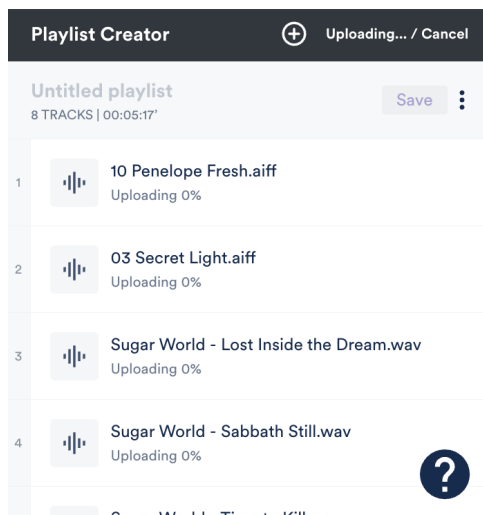 Playlist Creator
Uploading... / Cancel
Untitled playlist
Save
8 TRACKS | 00:05:17’
1
10 Penelope Fresh.aiff
Uploading 0%
2
03 Secret Light.aiff
Uploading 0%
3
Sugar World - Lost Inside the Dream.wav
Uploading 0%
4
Sugar World - Sabbath Still.wav
Uploading 0%
?